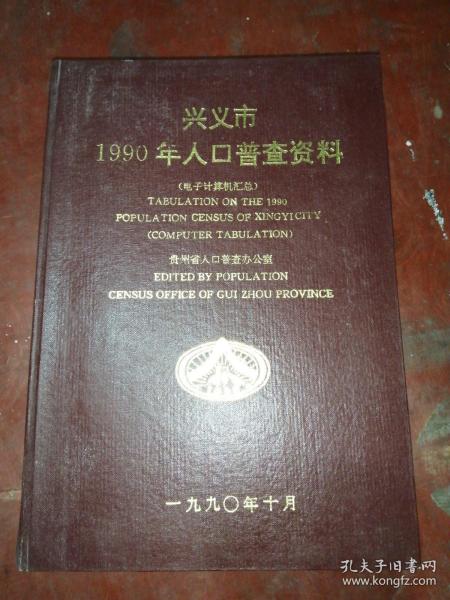 兴义市
1990年人口普查资料
(电子计算机汇总)
TABULATION ON THE 1990
POPULATION CENSUS OF XINGYI CITY
(COMPUTER TABULATION)
贵州省人口普查办公室
EDITED BY POPULATION
CENSUS OFFICE OF GUI ZHOU PROVINCE
一九九〇年十月
孔夫子旧书网
www.kongfz.com